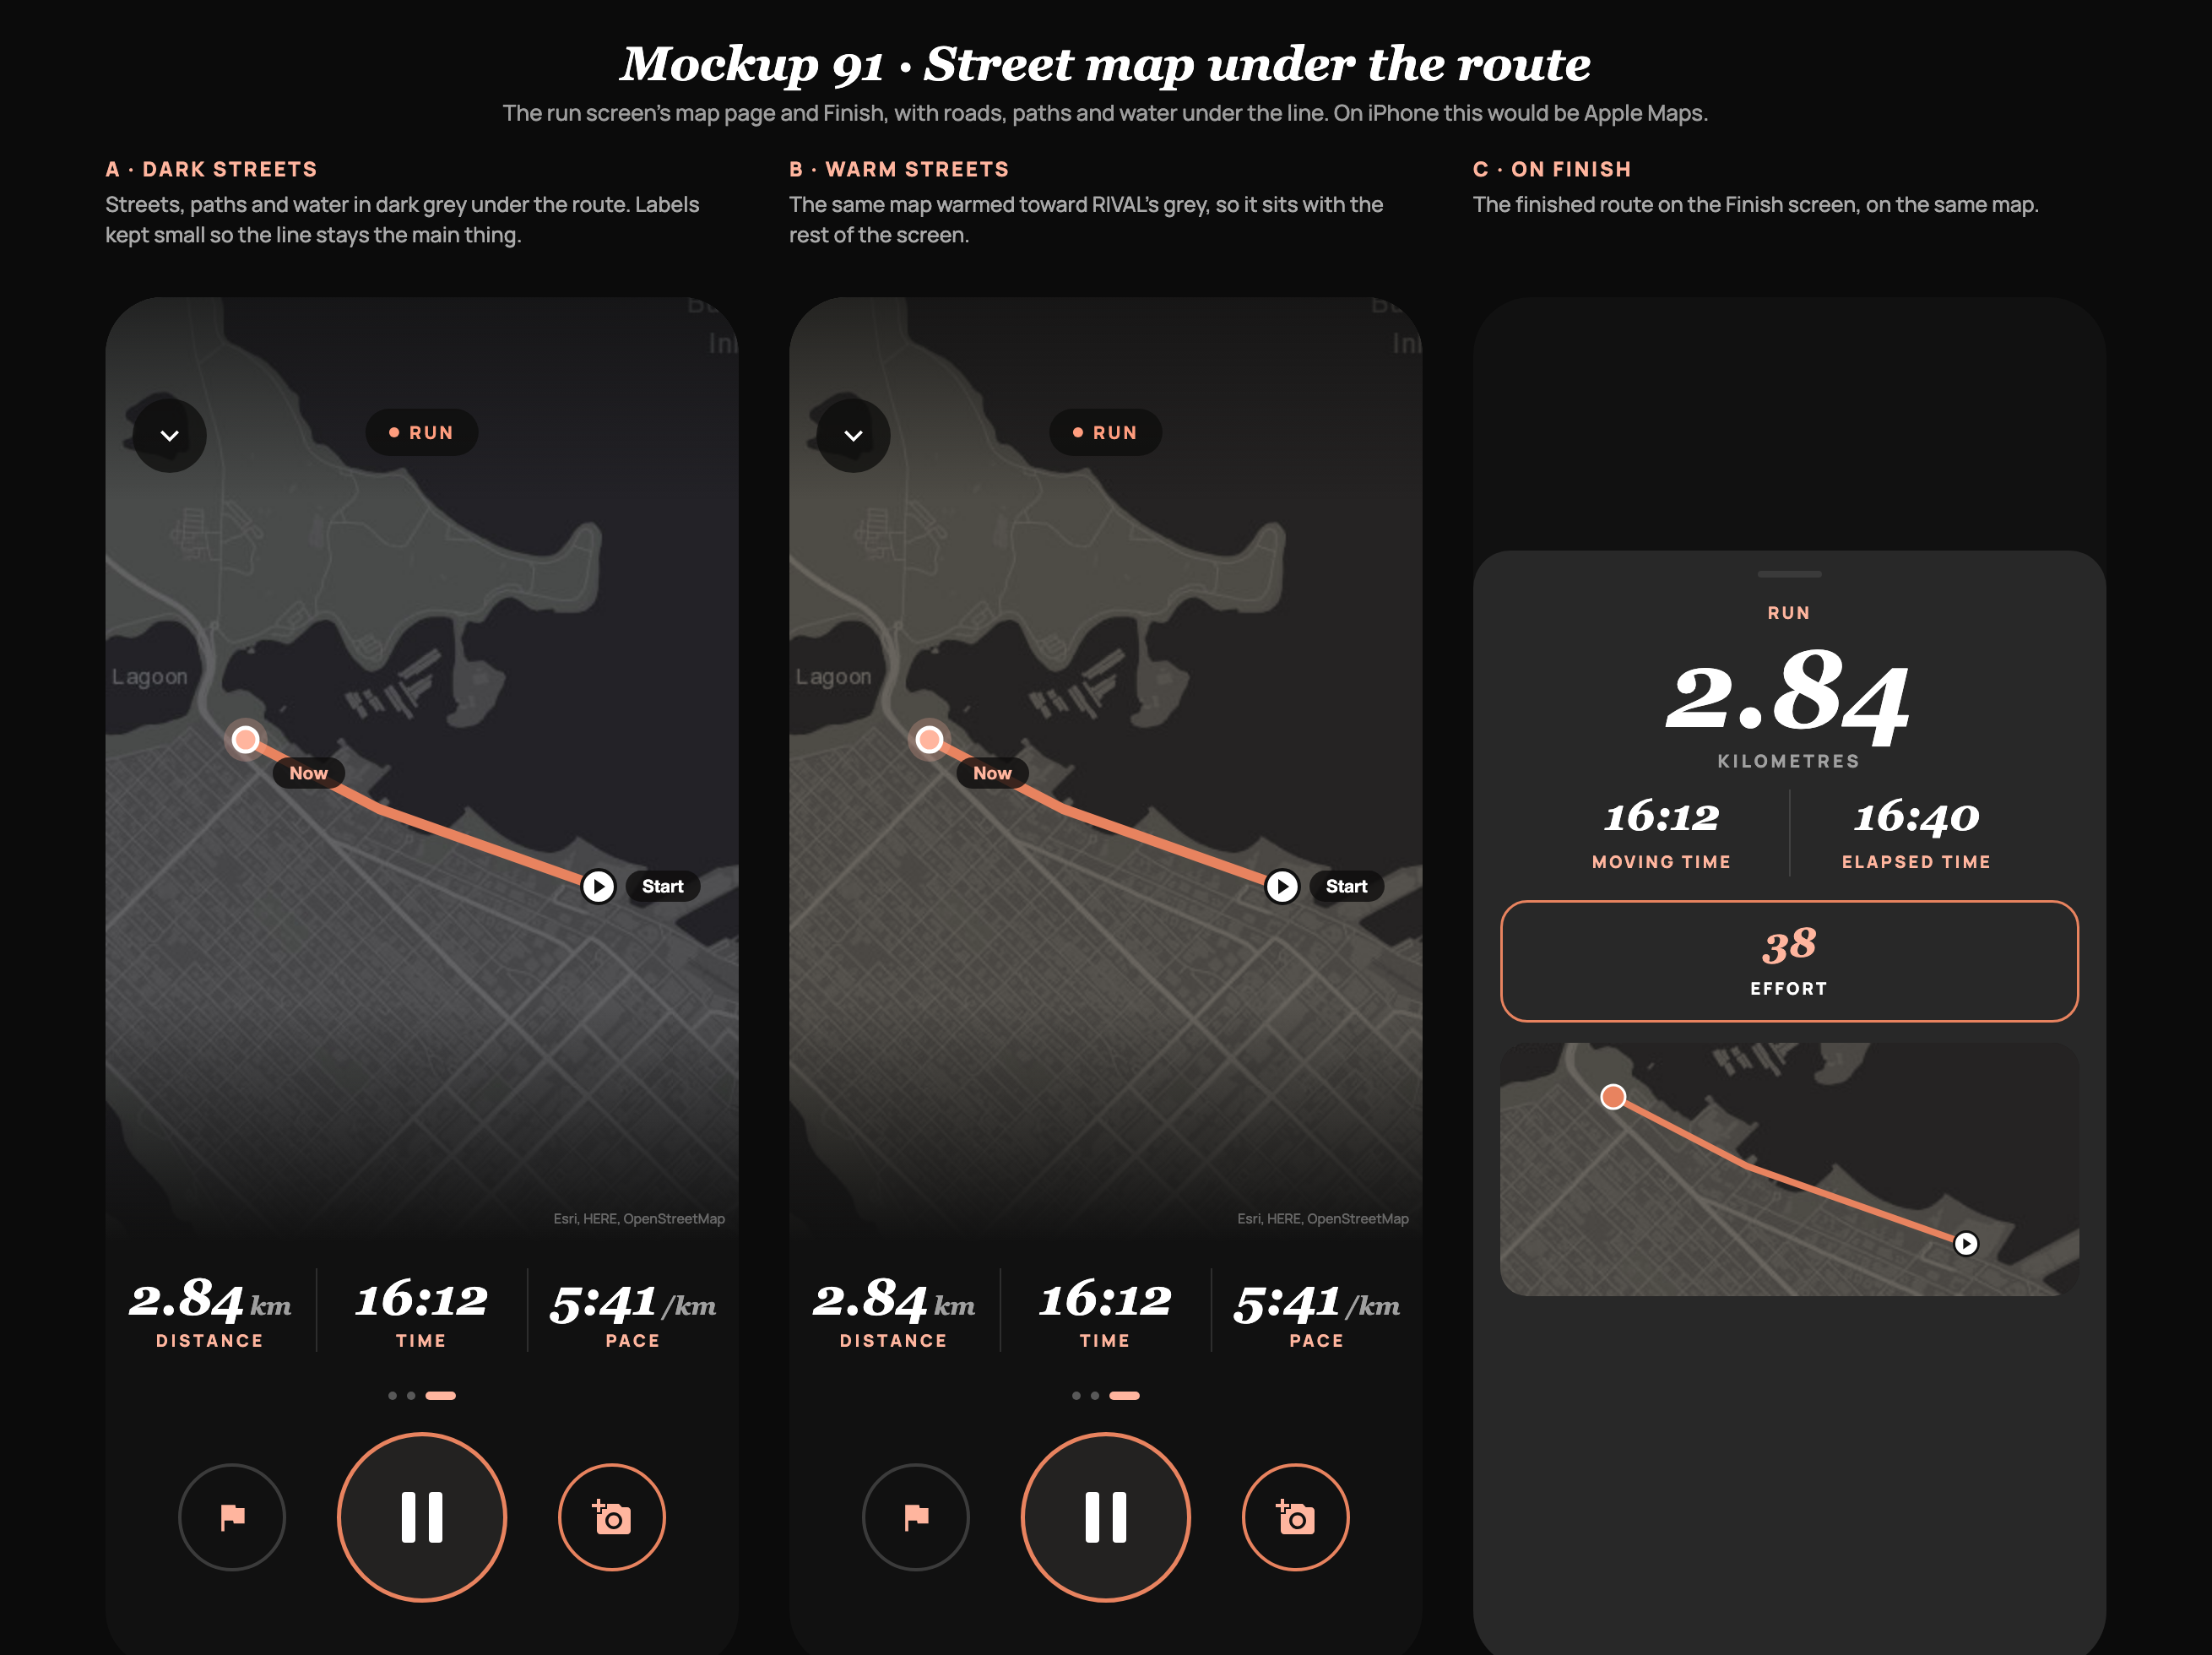 Mockup 91 · Street map under the route
The run screen's map page and Finish, with roads, paths and water under the line. On iPhone this would be Apple Maps.
A · DARK STREETS
Streets, paths and water in dark grey under the route. Labels
kept small so the line stays the main thing.
RUN
Lagoon
Now
Start
Esri, HERE, OpenStreetMap
2.84 km
DISTANCE
16:12
TIME
5:41 /km
PACE
B · WARM STREETS
The same map warmed toward RIVAL's grey, so it sits with the
rest of the screen.
RUN
Lagoon
Now
Start
Esri, HERE, OpenStreetMap
2.84 km
DISTANCE
16:12
TIME
5:41 /km
PACE
C · ON FINISH
The finished route on the Finish screen, on the same map.
RUN
2.84
KILOMETRES
16:12
MOVING TIME
16:40
ELAPSED TIME
38
EFFORT